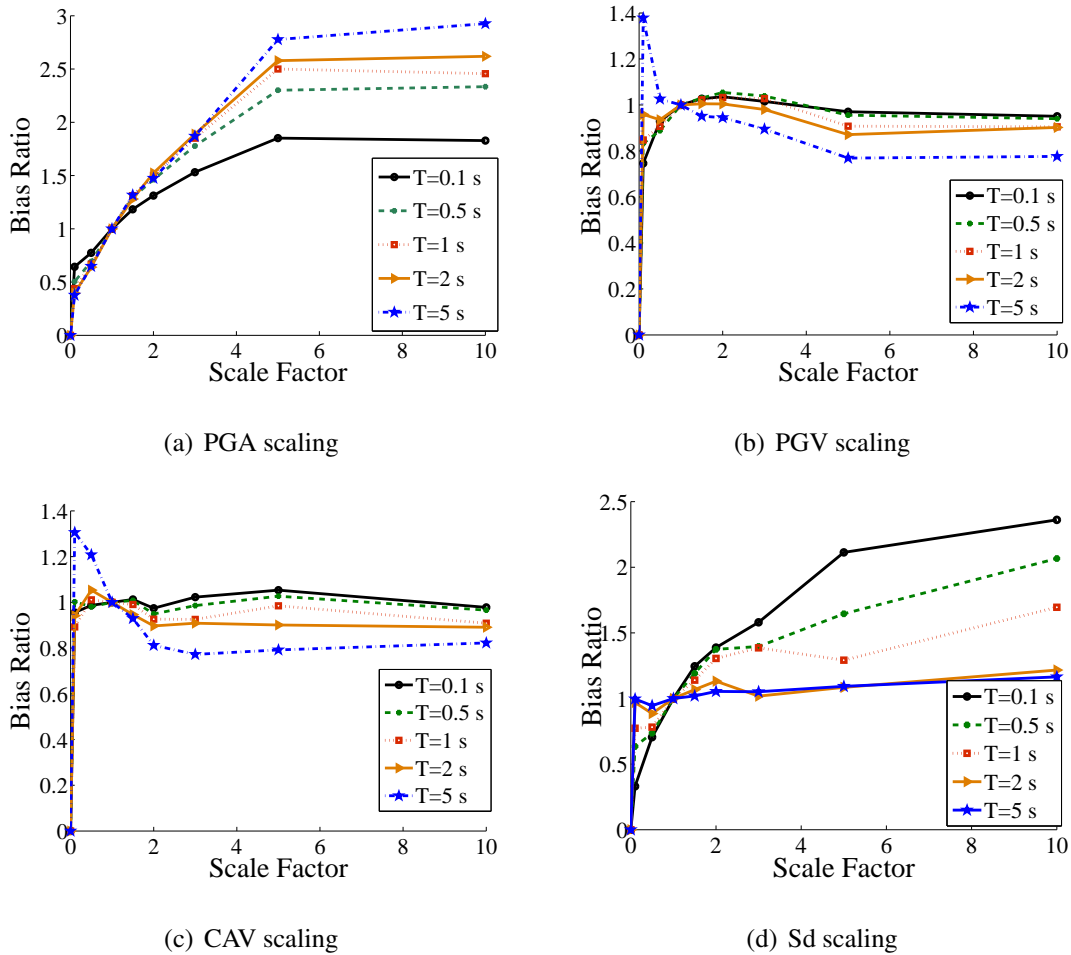 3
2.5
2
1.5
1
0.5
0
0 2 4 6 8 10
Bias Ratio
Scale Factor
T=0.1 s
T=0.5 s
T=1 s
T=2 s
T=5 s
(a) PGA scaling
1.4
1.2
1
0.8
0.6
0.4
0.2
0
0 2 4 6 8 10
Bias Ratio
Scale Factor
T=0.1 s
T=0.5 s
T=1 s
T=2 s
T=5 s
(b) PGV scaling
1.4
1.2
1
0.8
0.6
0.4
0.2
0
0 2 4 6 8 10
Bias Ratio
Scale Factor
T=0.1 s
T=0.5 s
T=1 s
T=2 s
T=5 s
(c) CAV scaling
2.5
2
1.5
1
0.5
0
0 2 4 6 8 10
Bias Ratio
Scale Factor
T=0.1 s
T=0.5 s
T=1 s
T=2 s
T=5 s
(d) Sd scaling